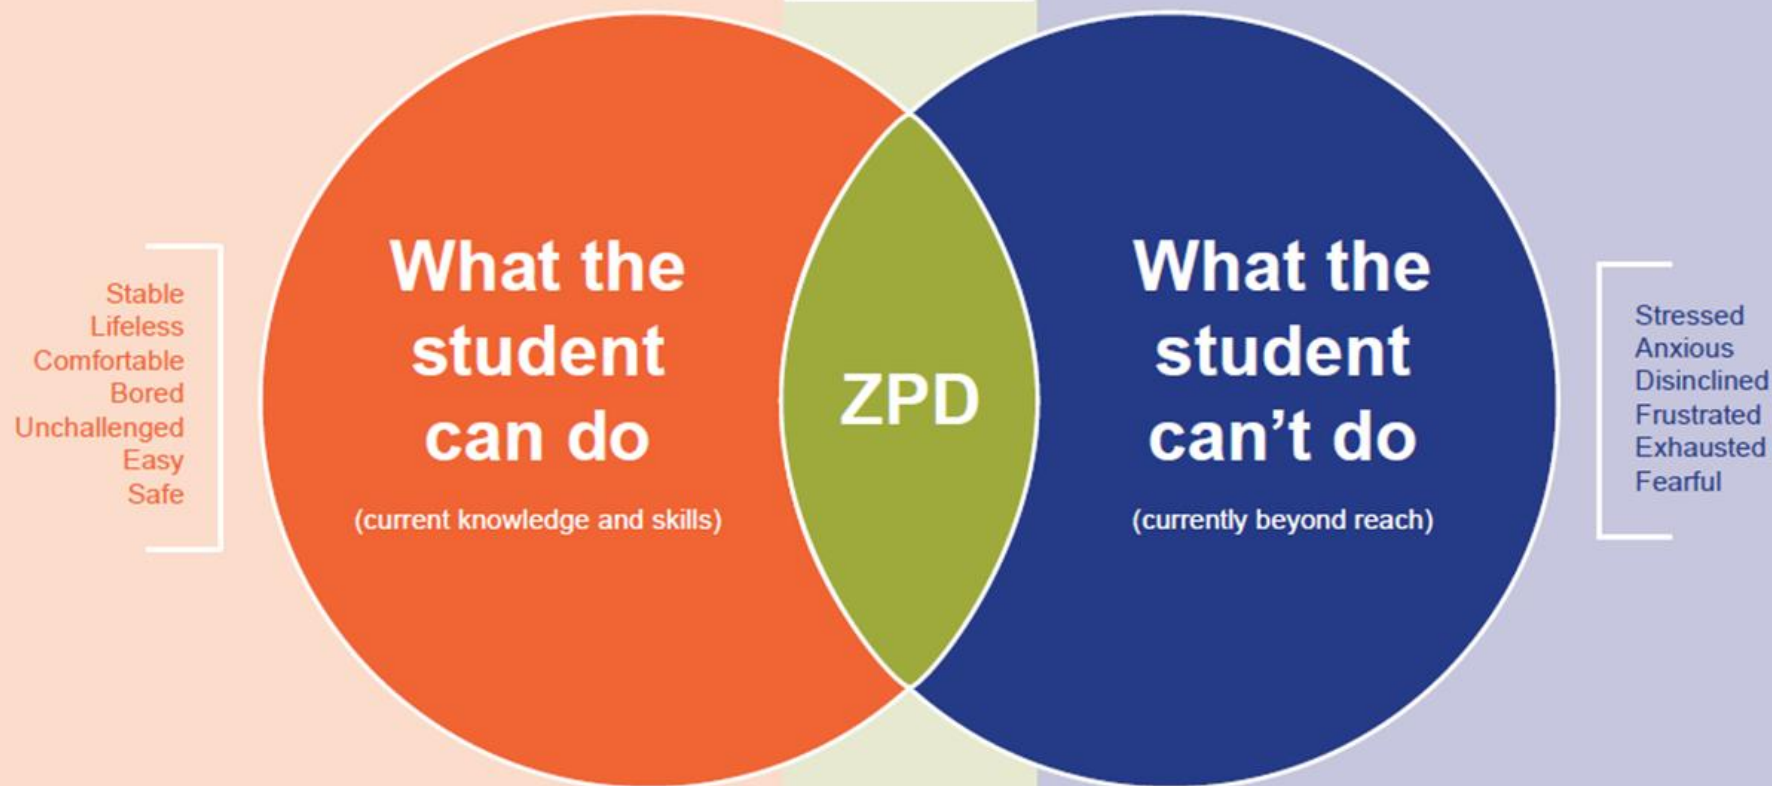 Stable
Lifeless
Comfortable
Bored
Unchallenged
Easy
Safe
What the
student
can do
(current knowledge and skills)
ZPD
What the
student
can’t do
(currently beyond reach)
Stressed
Anxious
Disinclined
Frustrated
Exhausted
Fearful